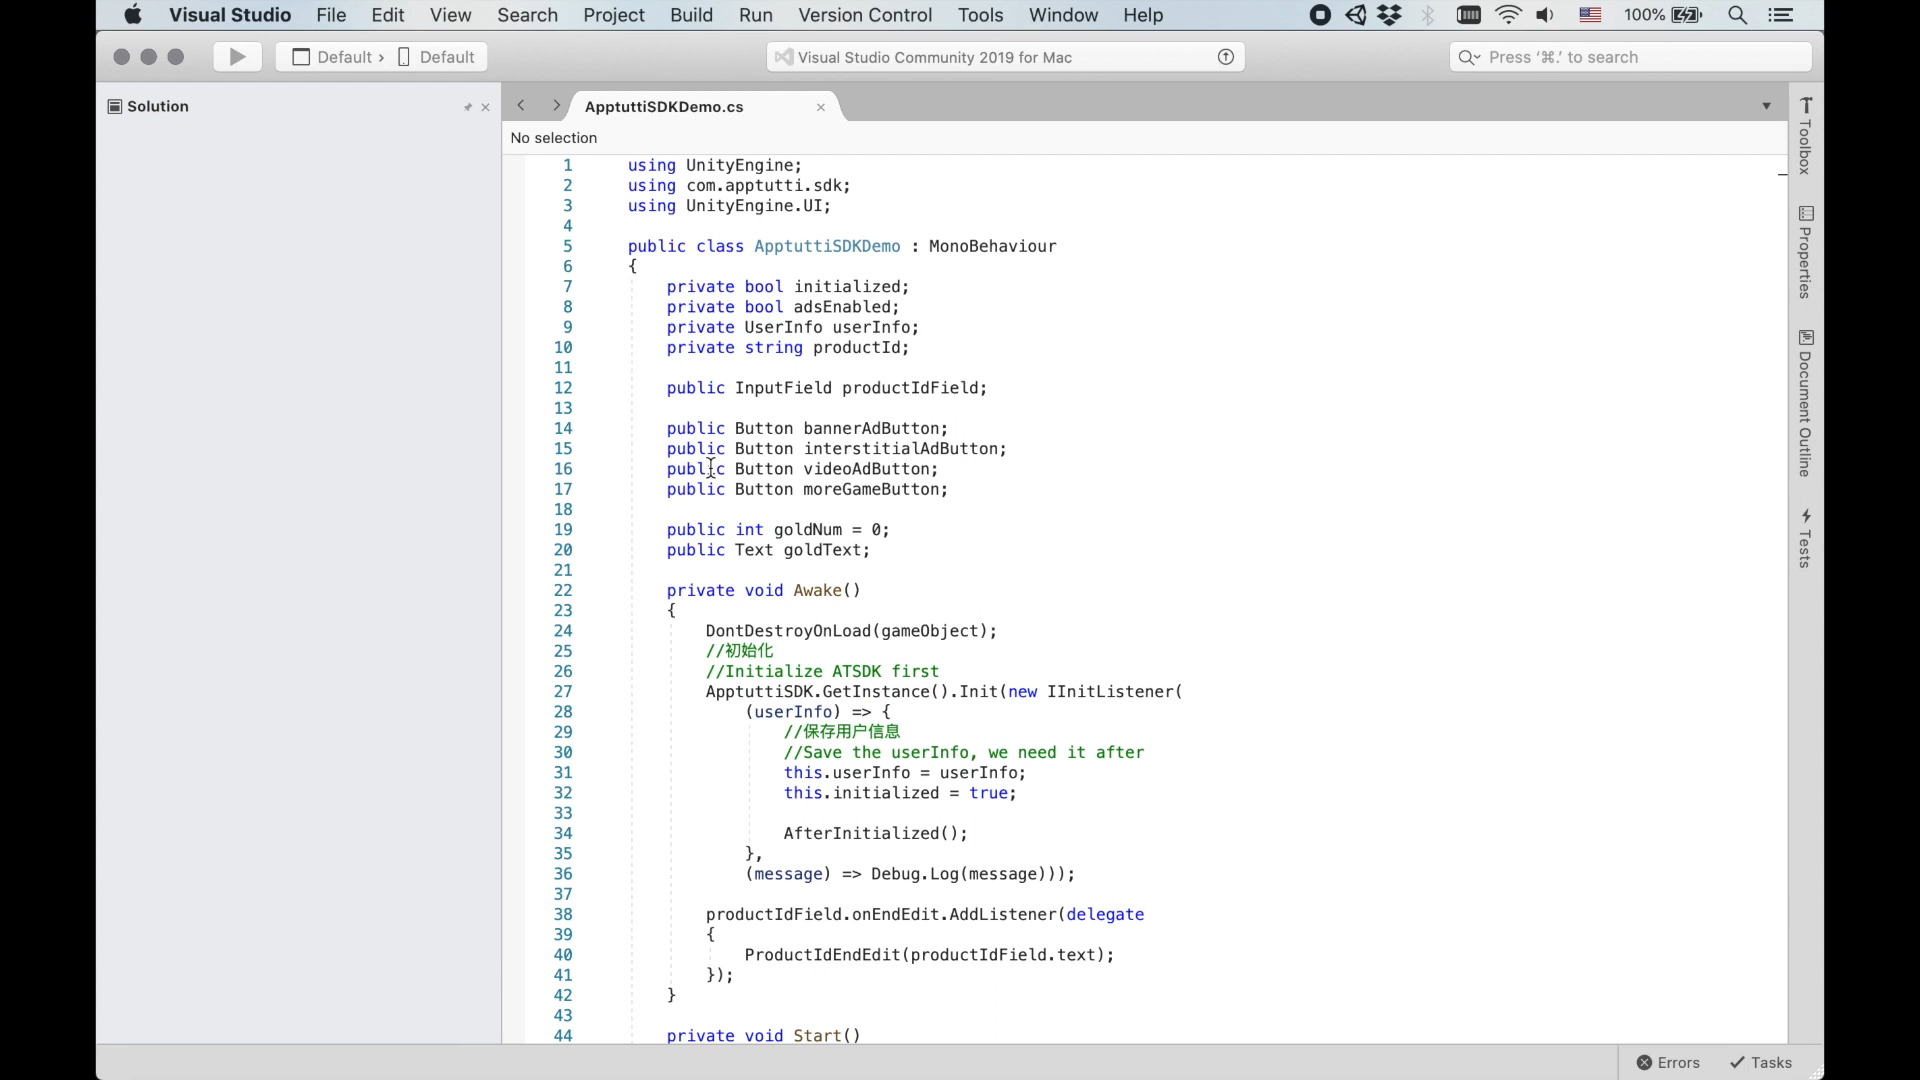 Visual Studio File Edit View Search Project Build Run Version Control Tools Window Help 100%
Default › Default
Visual Studio Community 2019 for Mac
Press ‘⌘.’ to search
Solution
ApptuttiSDKDemo.cs
No selection
1 using UnityEngine;
2 using com.apptutti.sdk;
3 using UnityEngine.UI;
4
5 public class ApptuttiSDKDemo : MonoBehaviour
6 {
7 private bool initialized;
8 private bool adsEnabled;
9 private UserInfo userInfo;
10 private string productId;
11
12 public InputField productIdField;
13
14 public Button bannerAdButton;
15 public Button interstitialAdButton;
16 public Button videoAdButton;
17 public Button moreGameButton;
18
19 public int goldNum = 0;
20 public Text goldText;
21
22 private void Awake()
23 {
24 DontDestroyOnLoad(gameObject);
25 //初始化
26 //Initialize ATSDK first
27 ApptuttiSDK.GetInstance().Init(new IInitListener(
28 (userInfo) => {
29 //保存用户信息
30 //Save the userInfo, we need it after
31 this.userInfo = userInfo;
32 this.initialized = true;
33
34 AfterInitialized();
35 },
36 (message) => Debug.Log(message)));
37
38 productIdField.onEndEdit.AddListener(delegate
39 {
40 ProductIdEndEdit(productIdField.text);
41 });
42 }
43
44 private void Start()
Toolbox
Properties
Document Outline
Tests
Errors Tasks